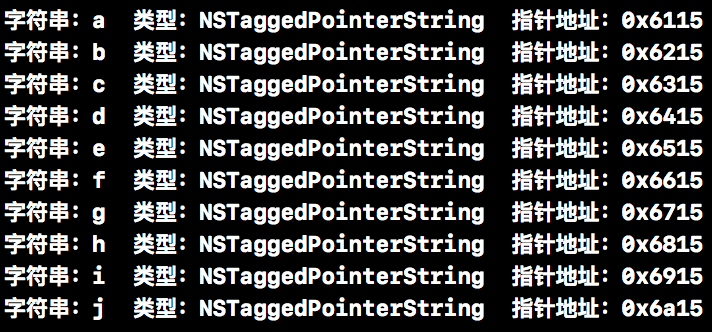 字符串：a  类型：NSTaggedPointerString  指针地址：0x6115
字符串：b  类型：NSTaggedPointerString  指针地址：0x6215
字符串：c  类型：NSTaggedPointerString  指针地址：0x6315
字符串：d  类型：NSTaggedPointerString  指针地址：0x6415
字符串：e  类型：NSTaggedPointerString  指针地址：0x6515
字符串：f  类型：NSTaggedPointerString  指针地址：0x6615
字符串：g  类型：NSTaggedPointerString  指针地址：0x6715
字符串：h  类型：NSTaggedPointerString  指针地址：0x6815
字符串：i  类型：NSTaggedPointerString  指针地址：0x6915
字符串：j  类型：NSTaggedPointerString  指针地址：0x6a15